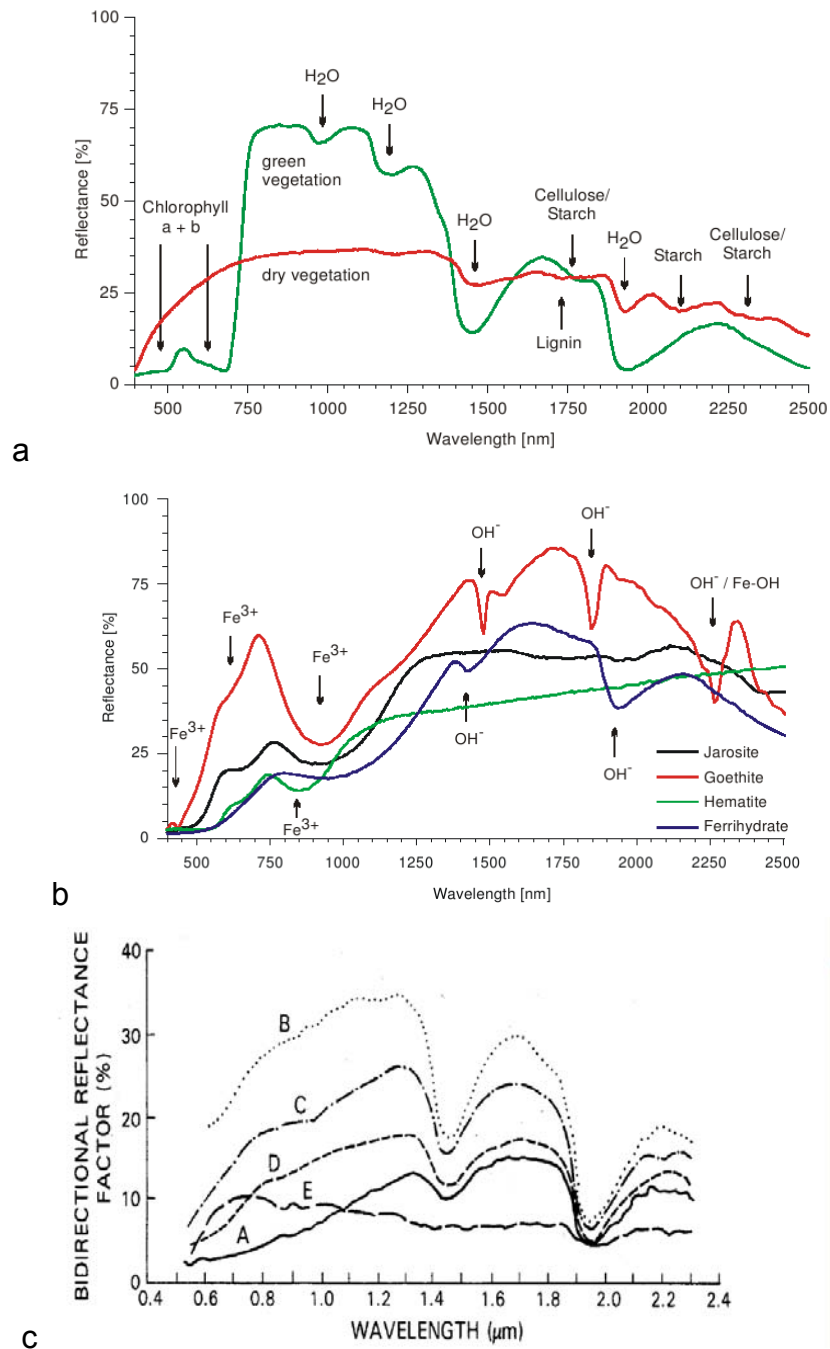 100
H2O
H2O
75
green
vegetation
Reflectance [%]
50
Chlorophyll
a + b
H2O
Cellulose/
Starch
H2O
Starch
Cellulose/
Starch
dry vegetation
25
Lignin
0
500 750 1000 1250 1500 1750 2000 2250 2500
Wavelength [nm]
a
100
OH-
OH-
75
OH- / Fe-OH
Fe3+
Fe3+
Reflectance [%]
50
Fe3+
OH-
25
OH-
Jarosite
Goethite
Hematite
Ferrihydrate
Fe3+
0
500 750 1000 1250 1500 1750 2000 2250 2500
Wavelength [nm]
b
BIDIRECTIONAL REFLECTANCE
FACTOR (%)
40
B
30
C
20
D
E
10
A
0
0.4 0.6 0.8 1.0 1.2 1.4 1.6 1.8 2.0 2.2 2.4
WAVELENGTH (µm)
c